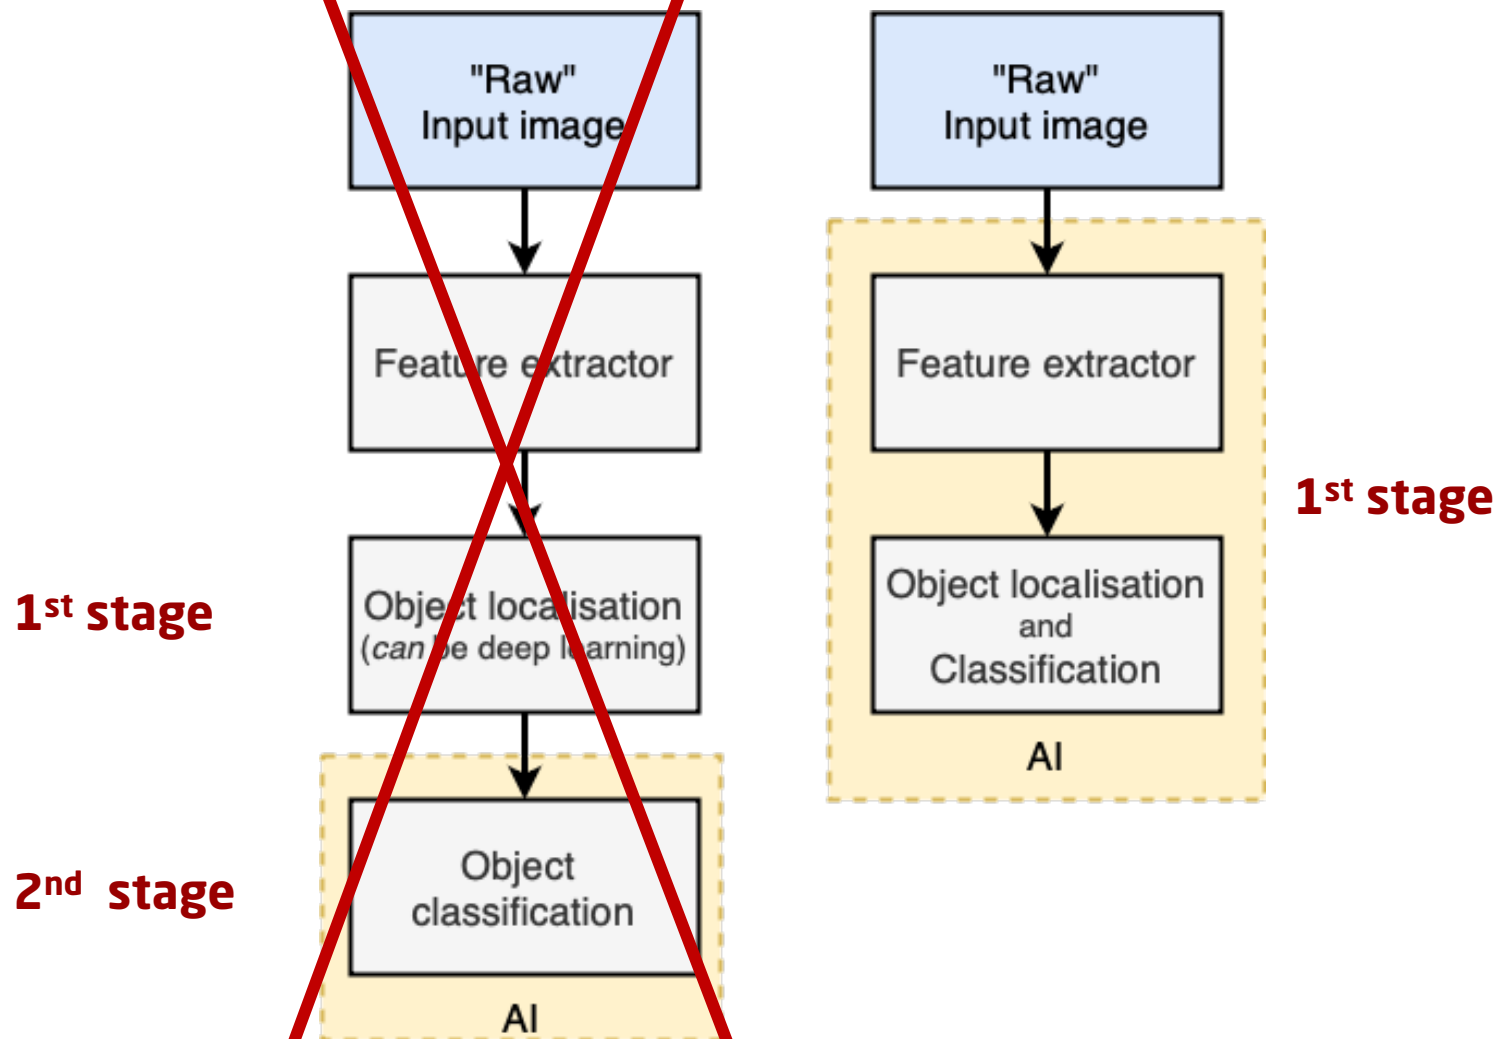 "Raw"
Input image
Feature extractor
1st stage
Object localisation
(can be deep learning)
2nd stage
Object
classification
AI
"Raw"
Input image
Feature extractor
1st stage
Object localisation
and
Classification
AI